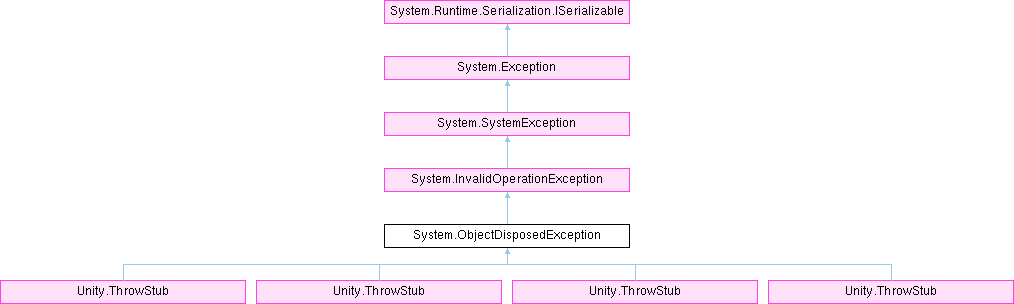 System.Runtime.Serialization.ISerializable
System.Exception
System.SystemException
System.InvalidOperationException
System.ObjectDisposedException
Unity.ThrowStub
Unity.ThrowStub
Unity.ThrowStub
Unity.ThrowStub